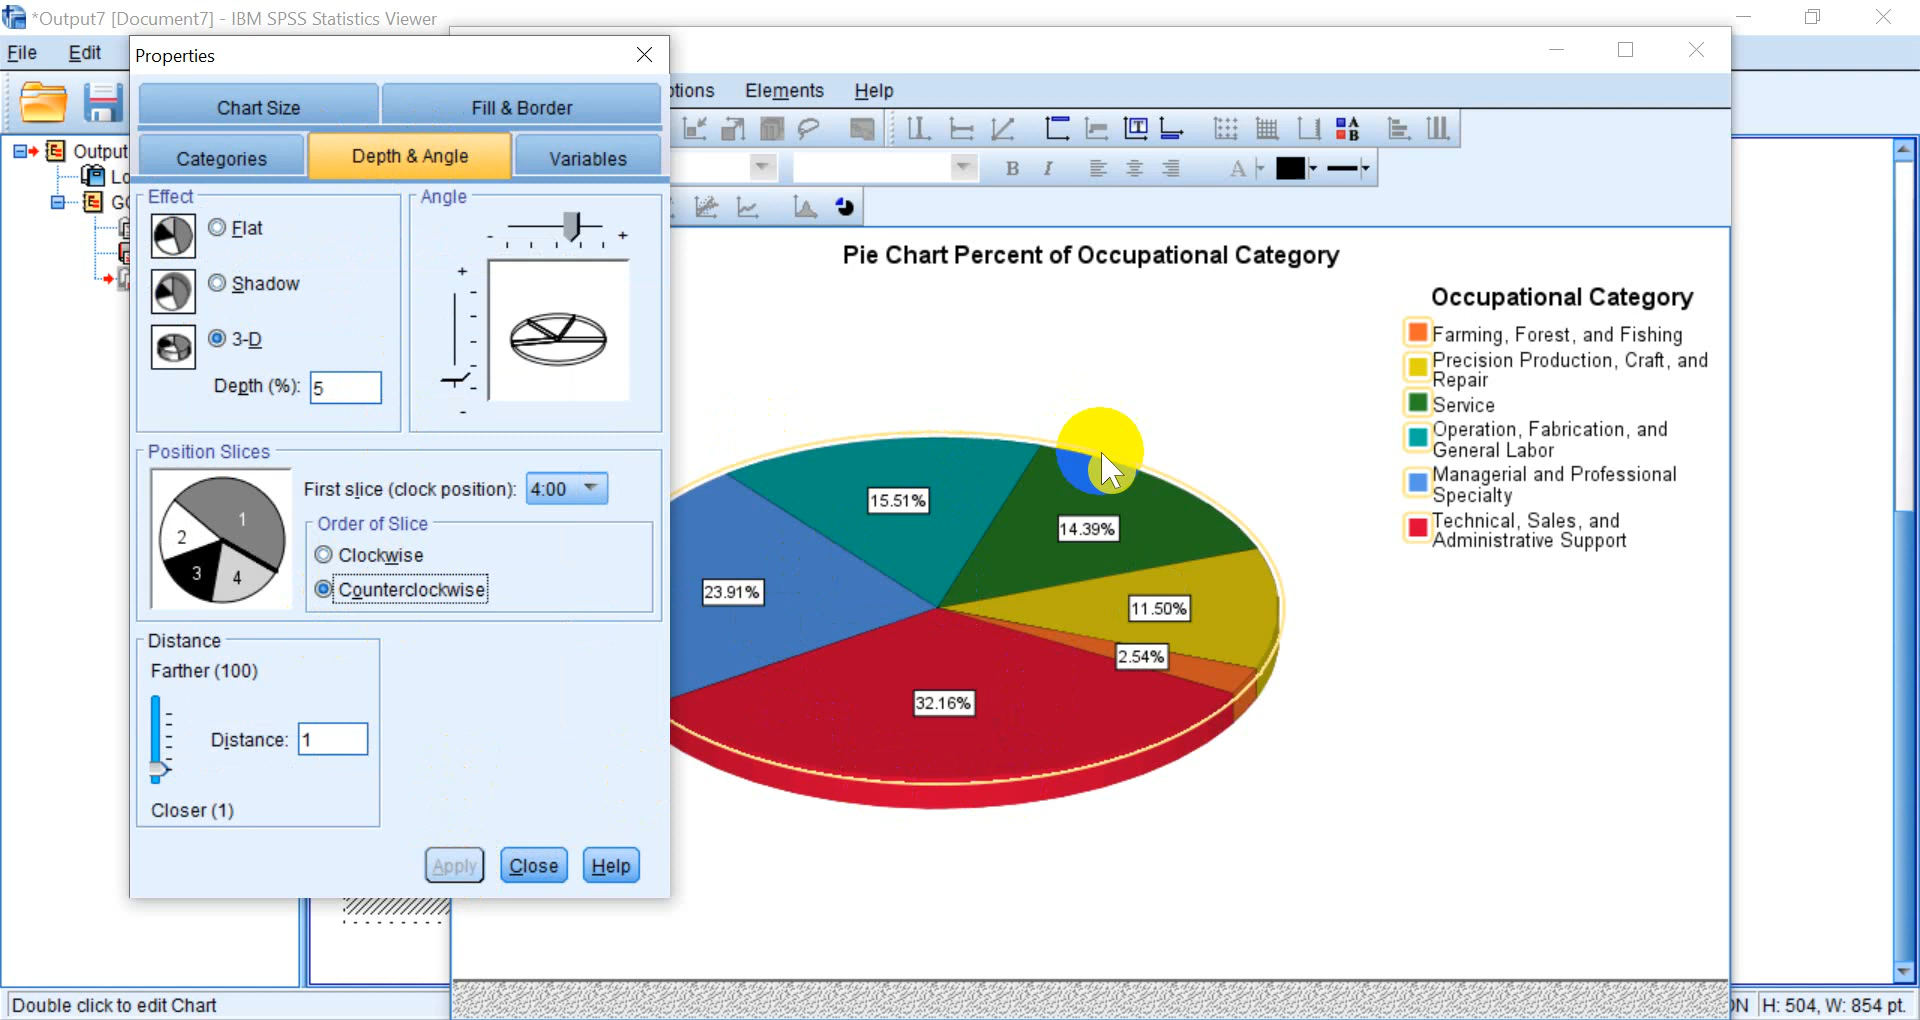 *Output7 [Document7] - IBM SPSS Statistics Viewer
File Edit
Properties
Elements Help
Chart Size Fill & Border
Categories Depth & Angle Variables
Output
Effect
Flat
Shadow
3-D
Depth (%): 5
Angle
- +
+
-
B I
A
Position Slices
1
2
3
4
First slice (clock position): 4:00
Order of Slice
Clockwise
Counterclockwise
Distance
Farther (100)
Distance: 1
Closer (1)
Apply Close Help
Pie Chart Percent of Occupational Category
Occupational Category
Farming, Forest, and Fishing
Precision Production, Craft, and
Repair
Service
Operation, Fabrication, and
General Labor
Managerial and Professional
Specialty
Technical, Sales, and
Administrative Support
15.51%
14.39%
23.91%
11.50%
2.54%
32.16%
Double click to edit Chart
H: 504, W: 854 pt.